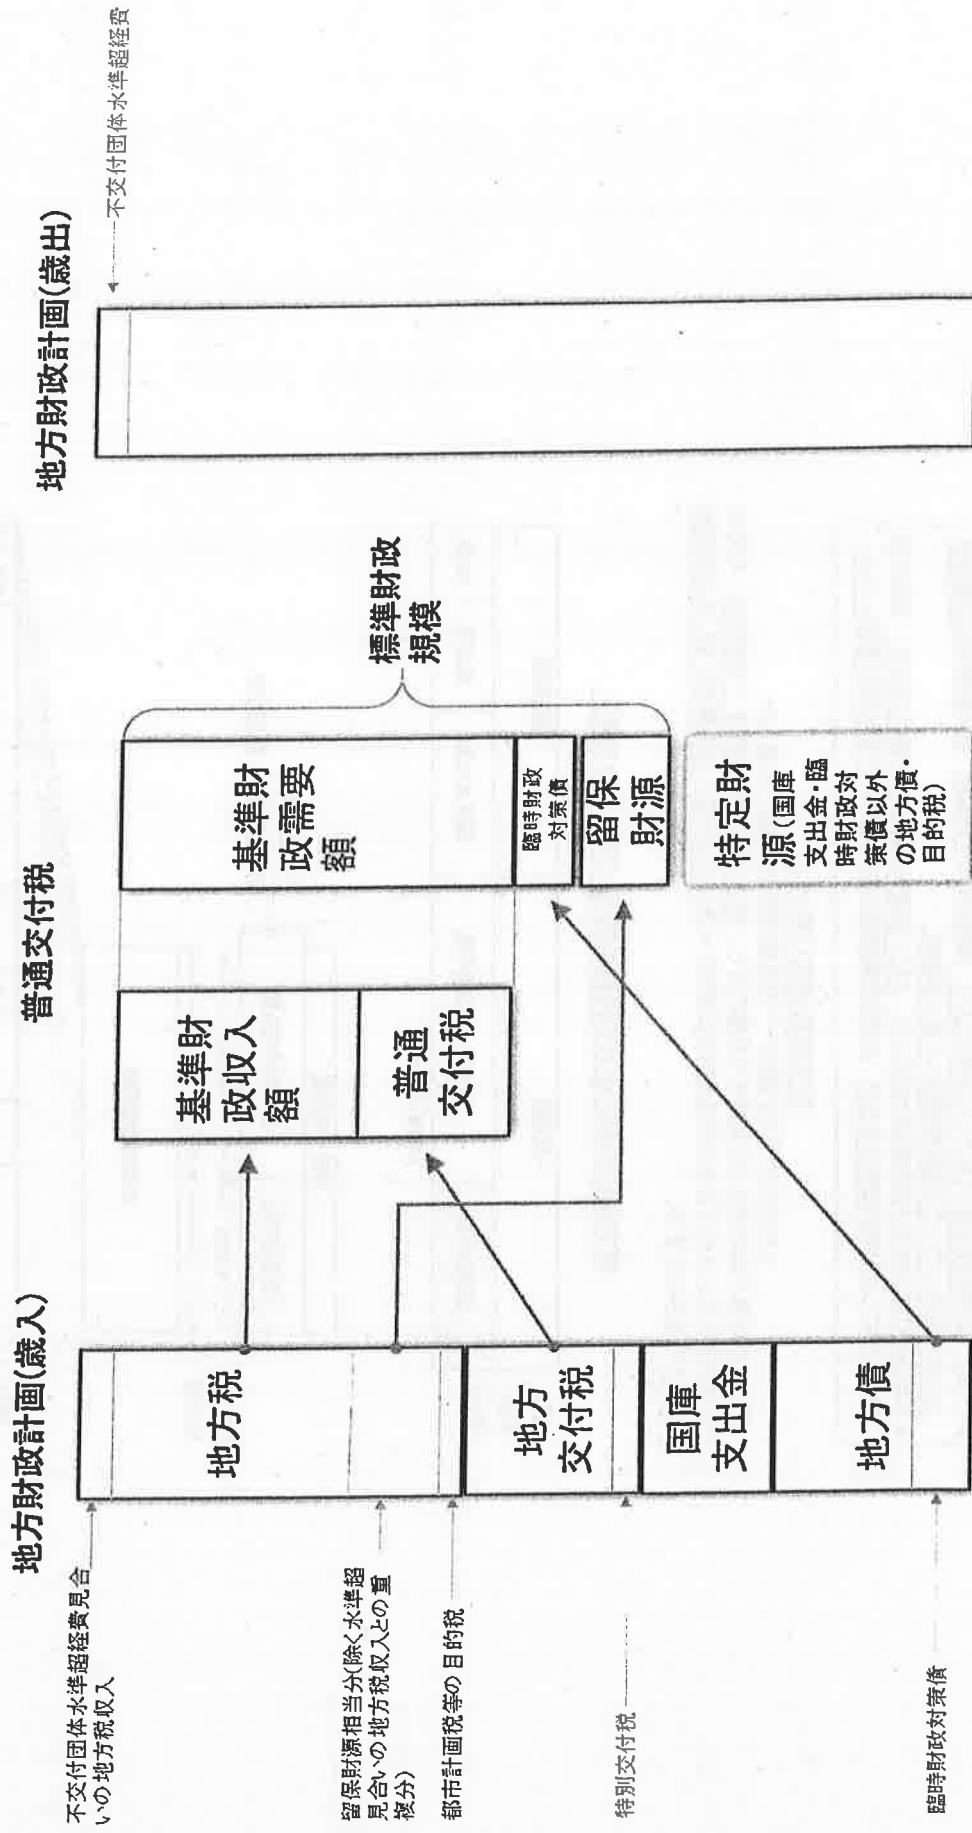 地方財政計画(歳入)
不交付団体水準超経費見合
いの地方税収入
留保財源相当分(除く水準超
見合いの地方税収入との重
複分)
都市計画税等の目的税
特別交付税
臨時財政対策債
地方税
地方
交付税
国庫
支出金
地方債
普通交付税
基準財
政収入
額
普通
交付税
基準財
政需要
額
臨時財政
対策債
留保
財源
特定財
源(国庫
支出金・臨
時財政対
策債以外
の地方債・
目的税)
標準財政
規模
地方財政計画(歳出)
不交付団体水準超経費